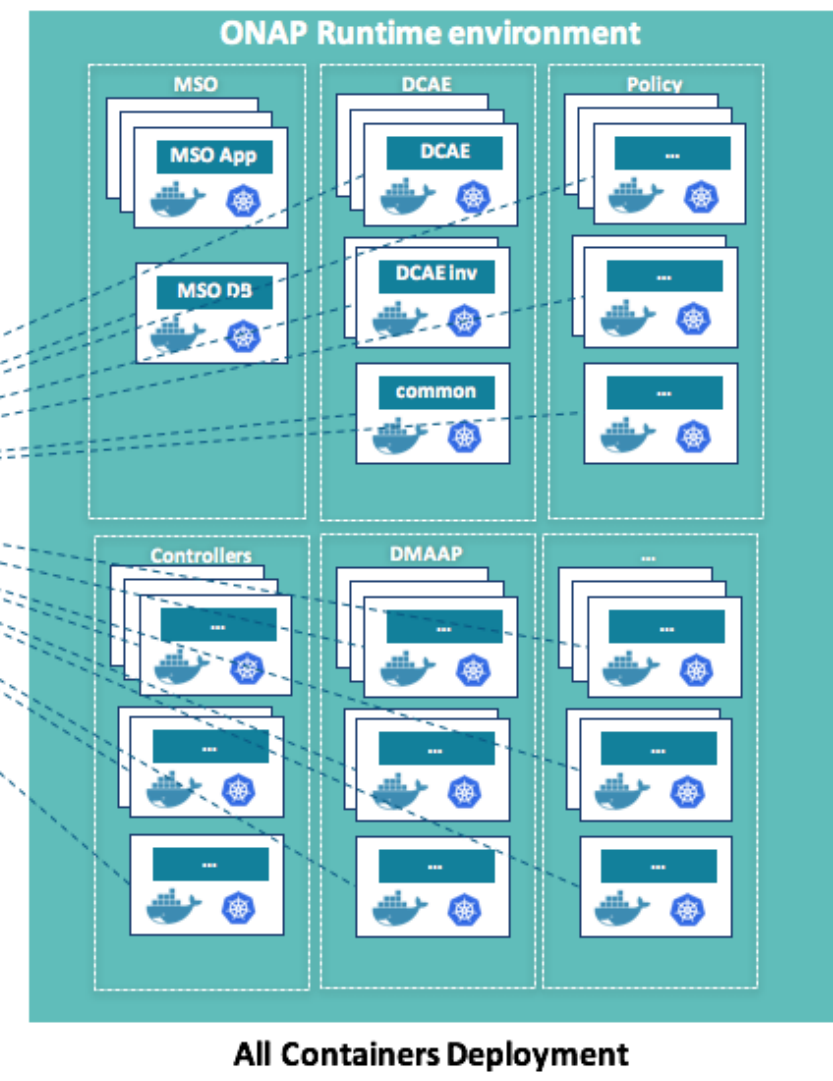 ONAP Runtime environment
MSO
DCAE
Policy
MSO App
DCAE
...
MSO DB
DCAE inv
...
common
...
Controllers
DMAAP
...
...
...
...
...
...
...
...
...
...
All Containers Deployment